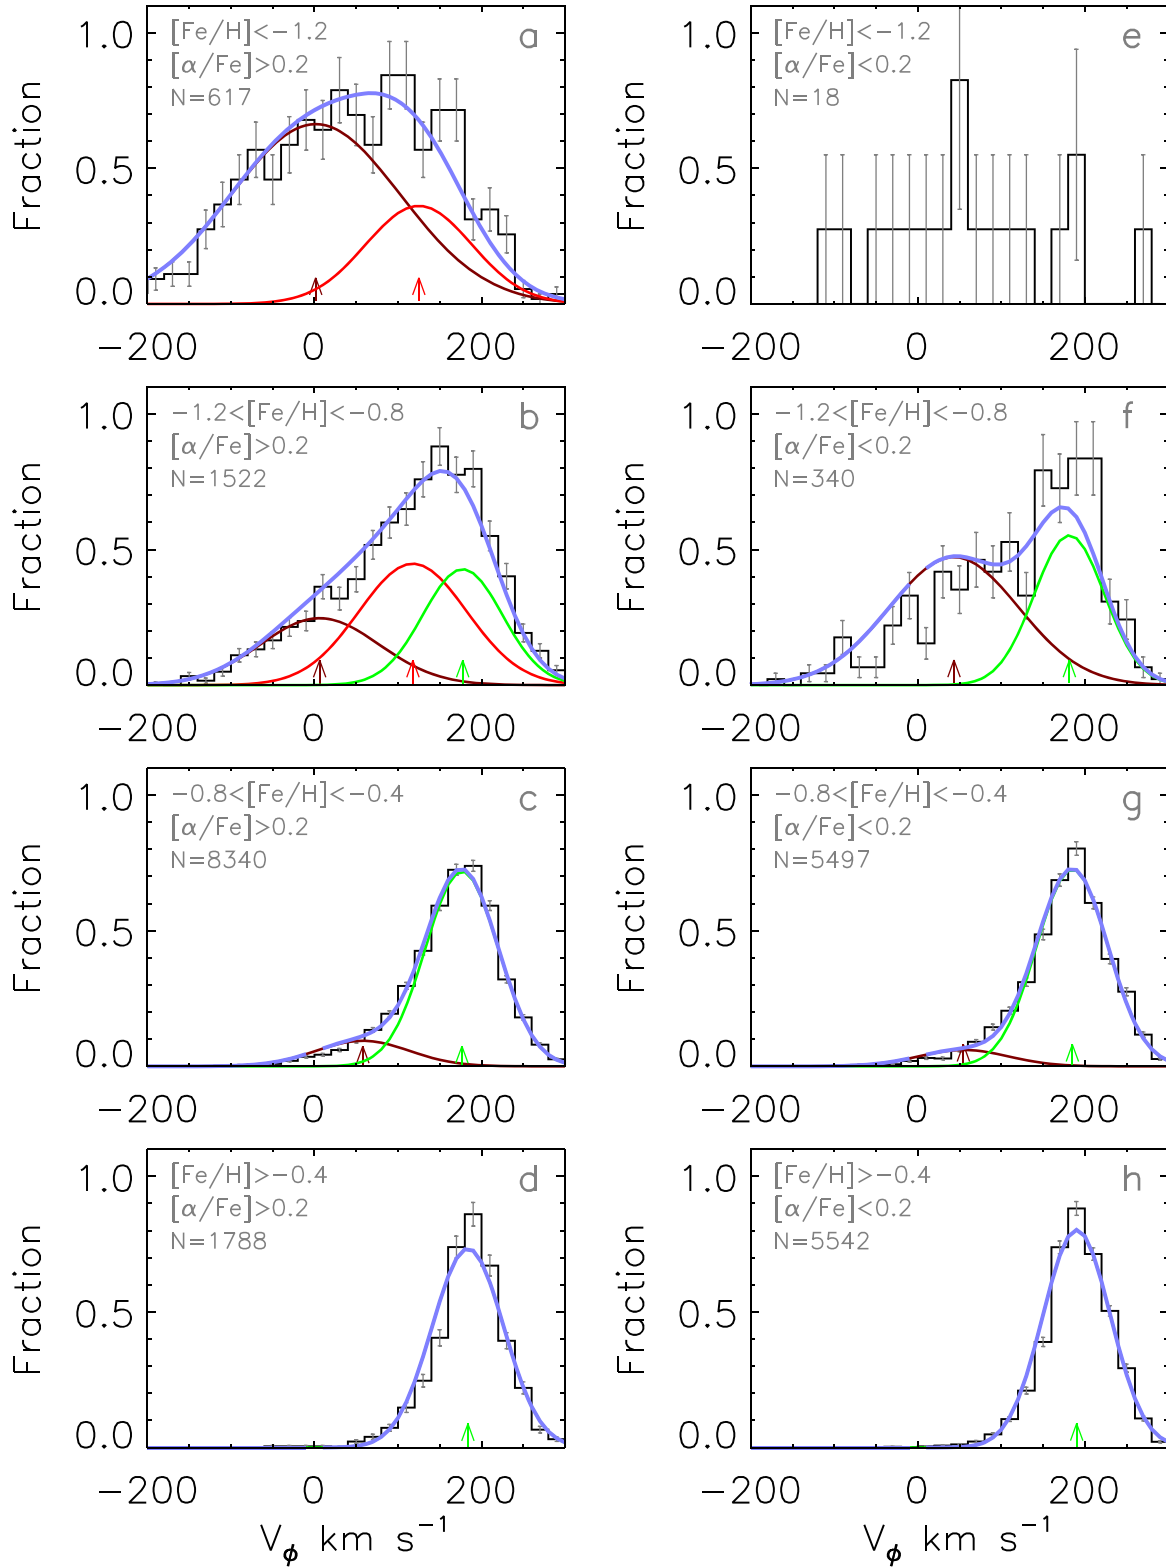 a
[Fe/H]<−1.2
[α/Fe]>0.2
N=617
Fraction
1.0
0.5
0.0
−200 0 200
e
[Fe/H]<−1.2
[α/Fe]<0.2
N=18
Fraction
1.0
0.5
0.0
−200 0 200
b
−1.2<[Fe/H]<−0.8
[α/Fe]>0.2
N=1522
Fraction
1.0
0.5
0.0
−200 0 200
f
−1.2<[Fe/H]<−0.8
[α/Fe]<0.2
N=340
Fraction
1.0
0.5
0.0
−200 0 200
c
−0.8<[Fe/H]<−0.4
[α/Fe]>0.2
N=8340
Fraction
1.0
0.5
0.0
−200 0 200
g
−0.8<[Fe/H]<−0.4
[α/Fe]<0.2
N=5497
Fraction
1.0
0.5
0.0
−200 0 200
d
[Fe/H]>−0.4
[α/Fe]>0.2
N=1788
Fraction
1.0
0.5
0.0
−200 0 200
V_ϕ km s⁻¹
h
[Fe/H]>−0.4
[α/Fe]<0.2
N=5542
Fraction
1.0
0.5
0.0
−200 0 200
V_ϕ km s⁻¹